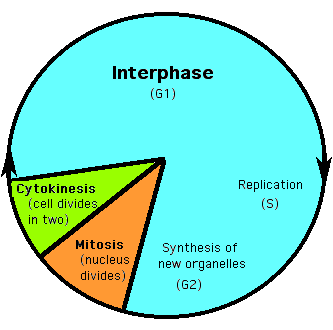 Interphase
(G1)
Replication
(S)
Synthesis of
new organelles
(G2)
Mitosis
(nucleus
divides)
Cytokinesis
(cell divides
in two)